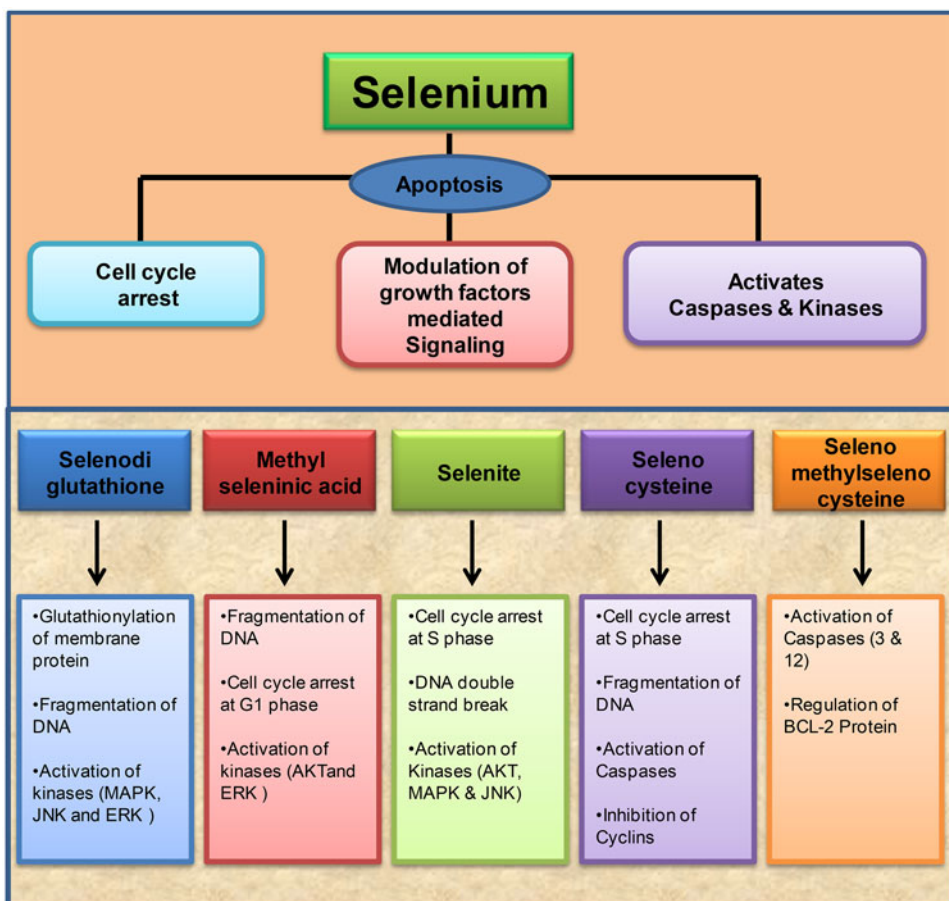 Selenium
Apoptosis
Cell cycle
arrest
Modulation of
growth factors
mediated
Signaling
Activates
Caspases & Kinases
Selenodi
glutathione
Methyl
seleninic acid
Selenite
Seleno
cysteine
Seleno
methylseleno
cysteine
•Glutathionylation
of membrane
protein
•Fragmentation of
DNA
•Activation of
kinases (MAPK,
JNK and ERK )
•Fragmentation of
DNA
•Cell cycle arrest
at G1 phase
•Activation of
kinases (AKTand
ERK )
•Cell cycle arrest
at S phase
•DNA double
strand break
•Activation of
Kinases (AKT,
MAPK & JNK)
•Cell cycle arrest
at S phase
•Fragmentation of
DNA
•Activation of
Caspases
•Inhibition of
Cyclins
•Activation of
Caspases (3 &
12)
•Regulation of
BCL-2 Protein